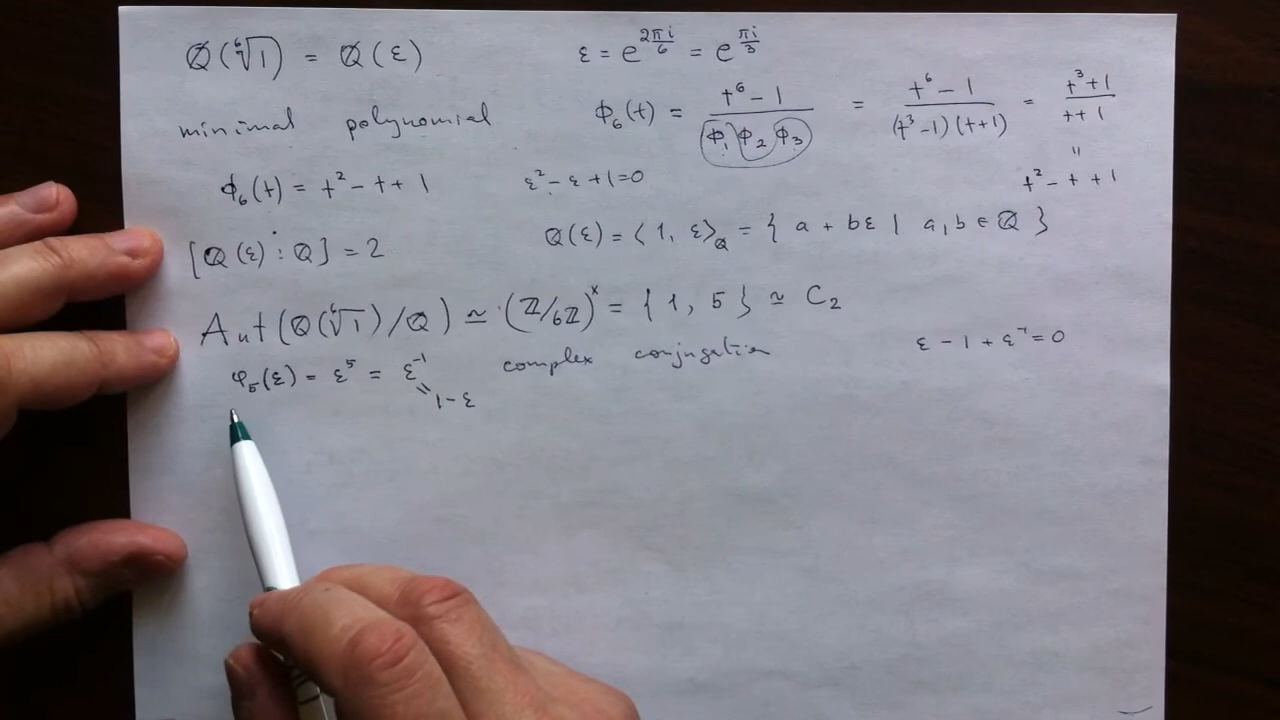 ℚ(⁶√1) = ℚ(ε)   ε = e^{2πi/6} = e^{πi/3}
minimal polynomial   ϕ₆(t) = (t⁶ − 1)/(ϕ₁ϕ₂ϕ₃) = (t⁶ − 1)/((t³ − 1)(t + 1)) = (t³ + 1)/(t + 1)
ϕ₆(t) = t² − t + 1   ε² − ε + 1 = 0   = t² − t + 1
[ℚ(ε) : ℚ] = 2   ℚ(ε) = ⟨1, ε⟩_ℚ = { a + bε | a, b ∈ ℚ }
Aut(ℚ(⁶√1)/ℚ) ≃ (ℤ/6ℤ)^× = { 1, 5 } ≃ C₂
φ₅(ε) = ε⁵ = ε⁻¹   complex conjugation   ε − 1 + ε⁻¹ = 0
= 1 − ε